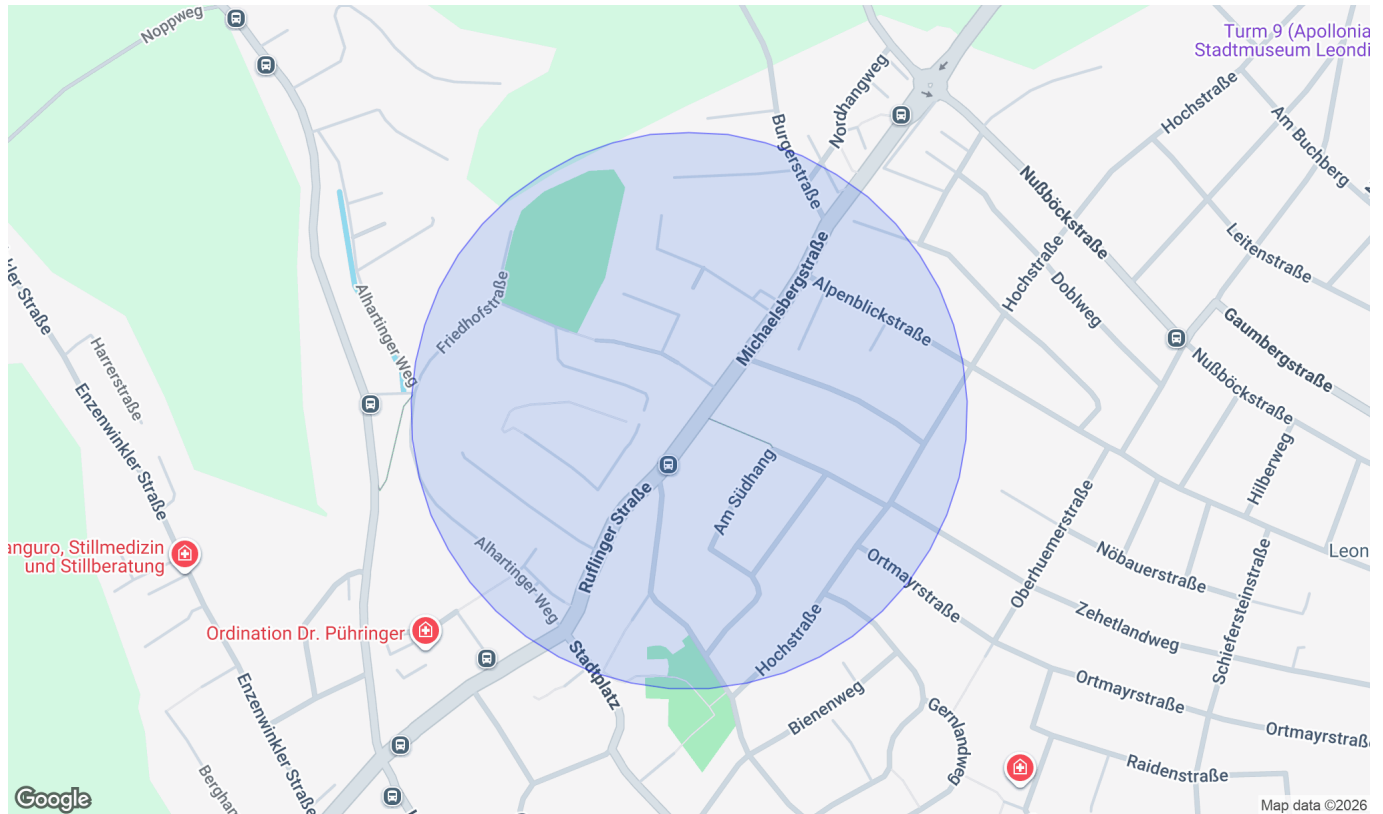 Noppweg
Turm 9 (Apollonia
Stadtmuseum Leondi
Nordhangweg
Hochstraße
Am Buchberg
Burgerstraße
Nußböckstraße
Leitenstraße
Michaelsbergstraße
Hochstraße
Doblweg
Alpenblickstraße
Friedhofstraße
Alhartinger Weg
Gaumbergstraße
Nußböckstraße
kler Straße
Harrerstraße
Enzenwinkler Straße
Hilberweg
Am Südhang
Ruflinger Straße
Oberhuemerstraße
anguro, Stillmedizin
und Stillberatung
Alhartinger Weg
Ortmayrstraße
Nöbauerstraße
Leon
Schiefersteinstraße
Zehetlandweg
Ordination Dr. Pühringer
Hochstraße
Stadtplatz
Bienenweg
Gernlandweg
Ortmayrstraße
Ortmayrstraße
Enzenwinkler Straße
Raidenstraße
Berghan
Google
Map data ©2026